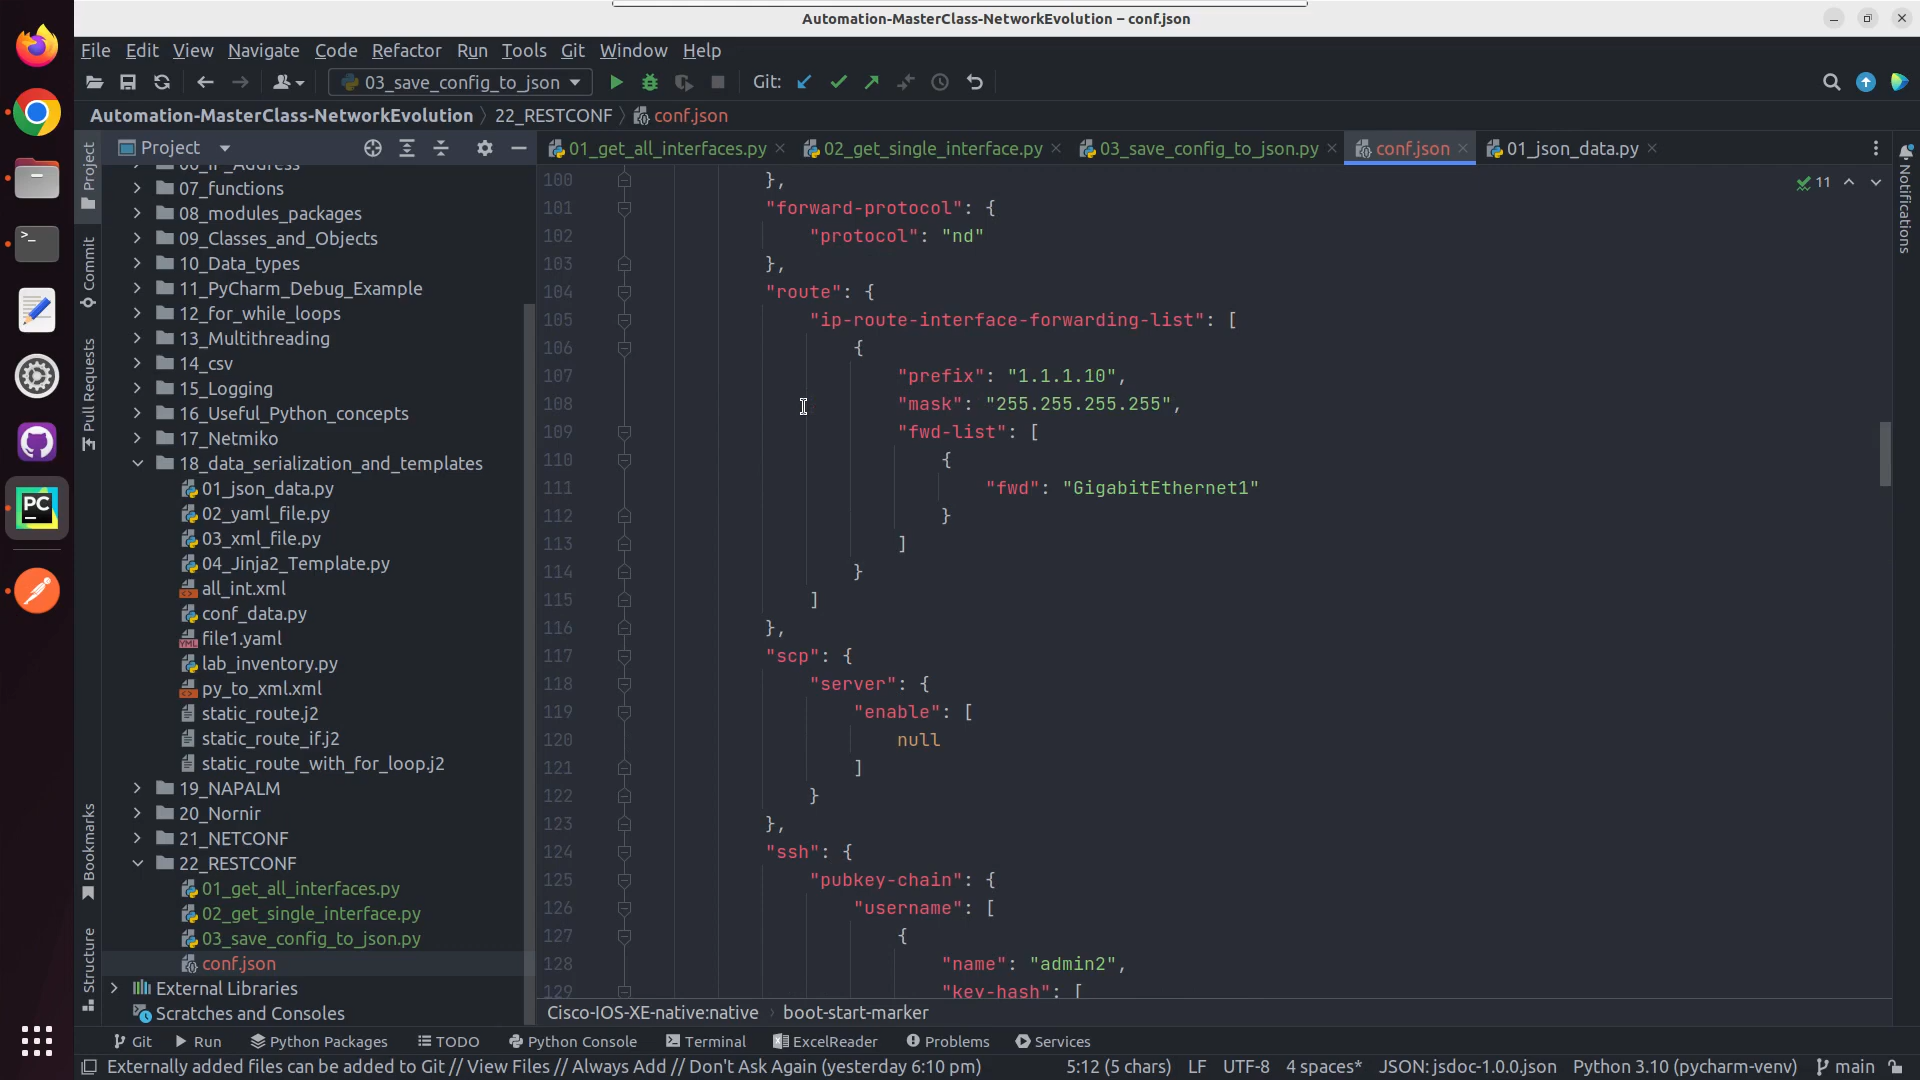 Automation-MasterClass-NetworkEvolution – conf.json
File Edit View Navigate Code Refactor Run Tools Git Window Help
03_save_config_to_json Git:
Automation-MasterClass-NetworkEvolution 22_RESTCONF conf.json
Project
01_get_all_interfaces.py 02_get_single_interface.py 03_save_config_to_json.py conf.json 01_json_data.py
Project
Commit
Pull Requests
Bookmarks
Structure
Notifications
07_functions
08_modules_packages
09_Classes_and_Objects
10_Data_types
11_PyCharm_Debug_Example
12_for_while_loops
13_Multithreading
14_csv
15_Logging
16_Useful_Python_concepts
17_Netmiko
18_data_serialization_and_templates
01_json_data.py
02_yaml_file.py
03_xml_file.py
04_Jinja2_Template.py
all_int.xml
conf_data.py
file1.yaml
lab_inventory.py
py_to_xml.xml
static_route.j2
static_route_if.j2
static_route_with_for_loop.j2
19_NAPALM
20_Nornir
21_NETCONF
22_RESTCONF
01_get_all_interfaces.py
02_get_single_interface.py
03_save_config_to_json.py
conf.json
External Libraries
Scratches and Consoles
11
100 },
101 "forward-protocol": {
102 "protocol": "nd"
103 },
104 "route": {
105 "ip-route-interface-forwarding-list": [
106 {
107 "prefix": "1.1.1.10",
108 "mask": "255.255.255.255",
109 "fwd-list": [
110 {
111 "fwd": "GigabitEthernet1"
112 }
113 ]
114 }
115 ]
116 },
117 "scp": {
118 "server": {
119 "enable": [
120 null
121 ]
122 }
123 },
124 "ssh": {
125 "pubkey-chain": {
126 "username": [
127 {
128 "name": "admin2",
129 "key-hash": [
Cisco-IOS-XE-native:native boot-start-marker
Git Run Python Packages TODO Python Console Terminal ExcelReader Problems Services
Externally added files can be added to Git // View Files // Always Add // Don't Ask Again (yesterday 6:10 pm) 5:12 (5 chars) LF UTF-8 4 spaces* JSON: jsdoc-1.0.0.json Python 3.10 (pycharm-venv) main